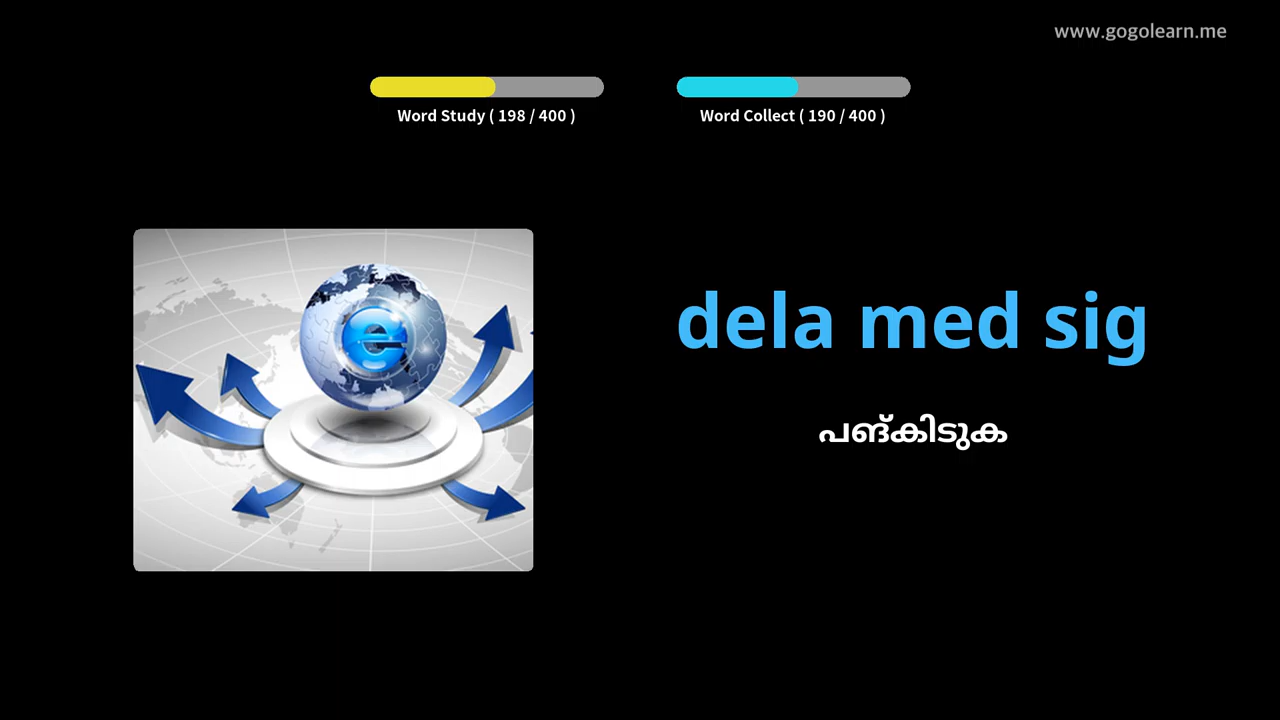 www.gogolearn.me
Word Study ( 198 / 400 )
Word Collect ( 190 / 400 )
e
dela med sig
പങ്കിടുക